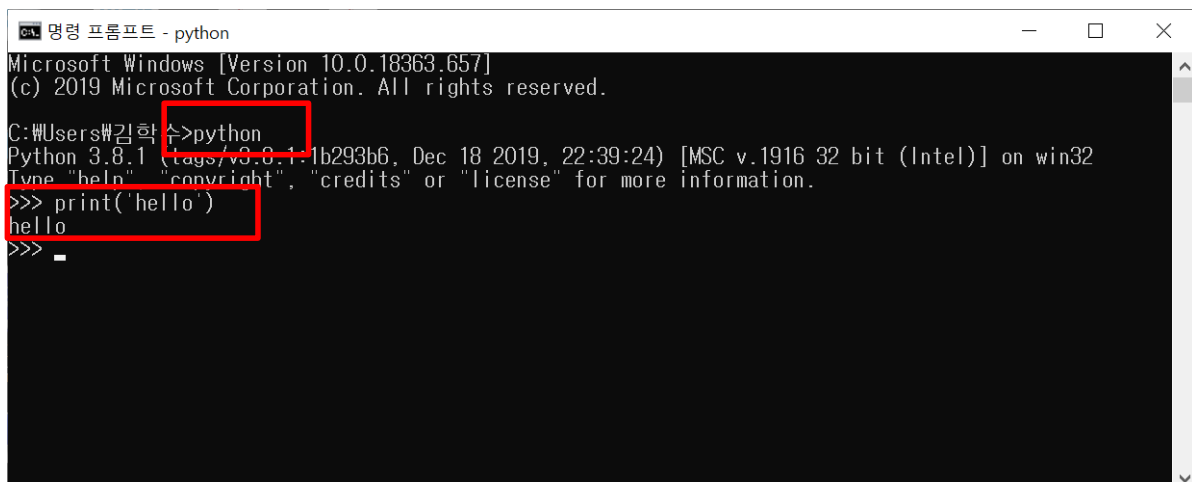 명령 프롬프트 - python
Microsoft Windows [Version 10.0.18363.657]
(c) 2019 Microsoft Corporation. All rights reserved.
C:₩Users₩김학수>python
Python 3.8.1 (tags/v3.8.1:1b293b6, Dec 18 2019, 22:39:24) [MSC v.1916 32 bit (Intel)] on win32
Type "help", "copyright", "credits" or "license" for more information.
>>> print('hello')
hello
>>>